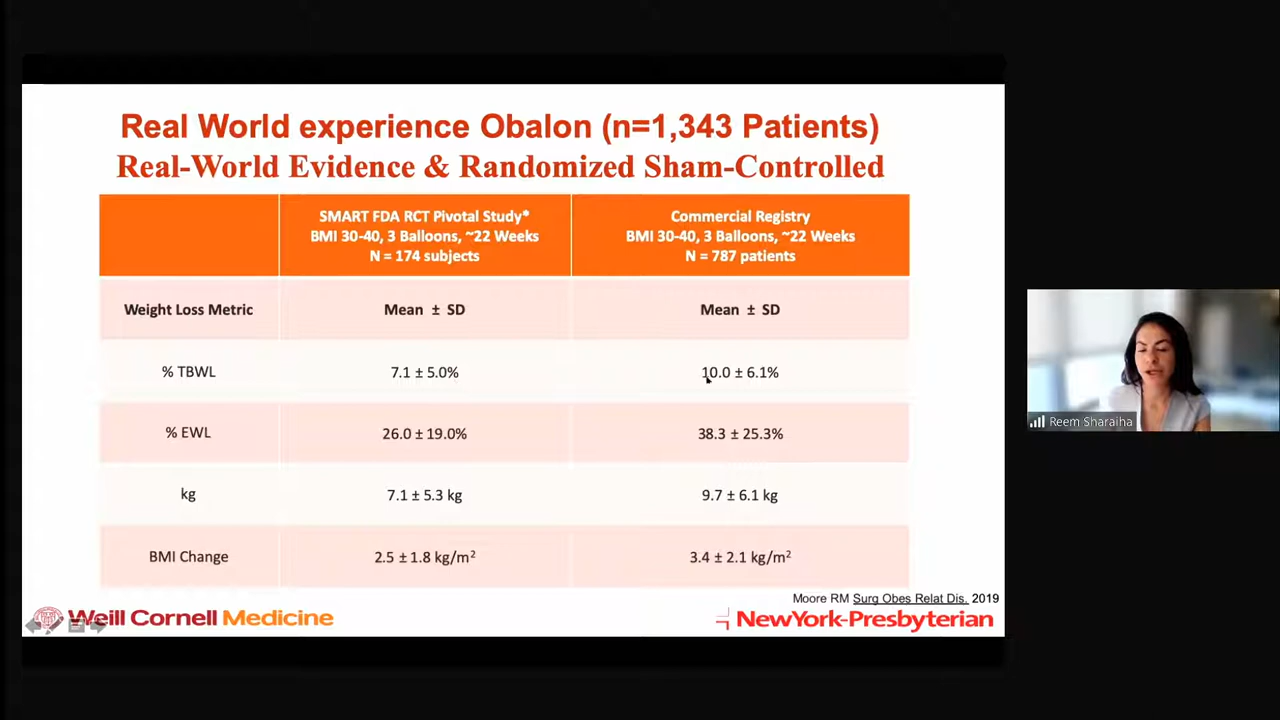 Real World experience Obalon (n=1,343 Patients)
Real-World Evidence & Randomized Sham-Controlled
SMART FDA RCT Pivotal Study*
BMI 30-40, 3 Balloons, ~22 Weeks
N = 174 subjects
Commercial Registry
BMI 30-40, 3 Balloons, ~22 Weeks
N = 787 patients
Weight Loss Metric
Mean ± SD
Mean ± SD
% TBWL
7.1 ± 5.0%
10.0 ± 6.1%
% EWL
26.0 ± 19.0%
38.3 ± 25.3%
kg
7.1 ± 5.3 kg
9.7 ± 6.1 kg
BMI Change
2.5 ± 1.8 kg/m²
3.4 ± 2.1 kg/m²
Moore RM Surg Obes Relat Dis. 2019
Weill Cornell Medicine
NewYork-Presbyterian
Reem Sharaiha